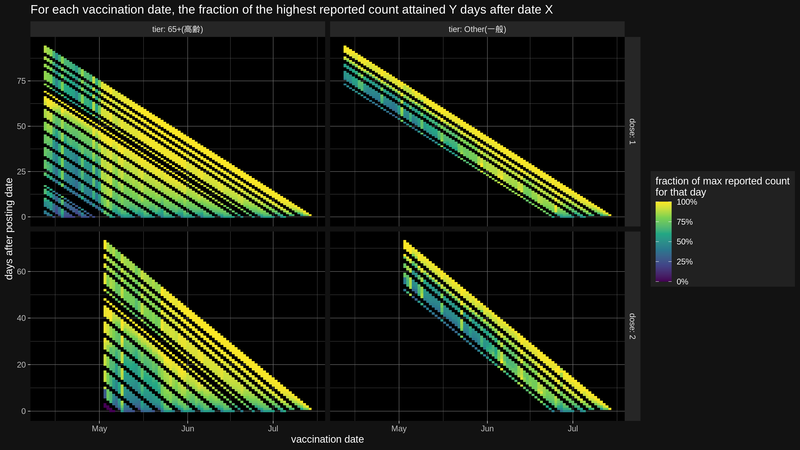 For each vaccination date, the fraction of the highest reported count attained Y days after date X
tier: 65+(高齢)
tier: Other(一般)
75
50
25
0
dose: 1
60
40
20
0
dose: 2
days after posting date
May
Jun
Jul
May
Jun
Jul
vaccination date
fraction of max reported count
for that day
100%
75%
50%
25%
0%